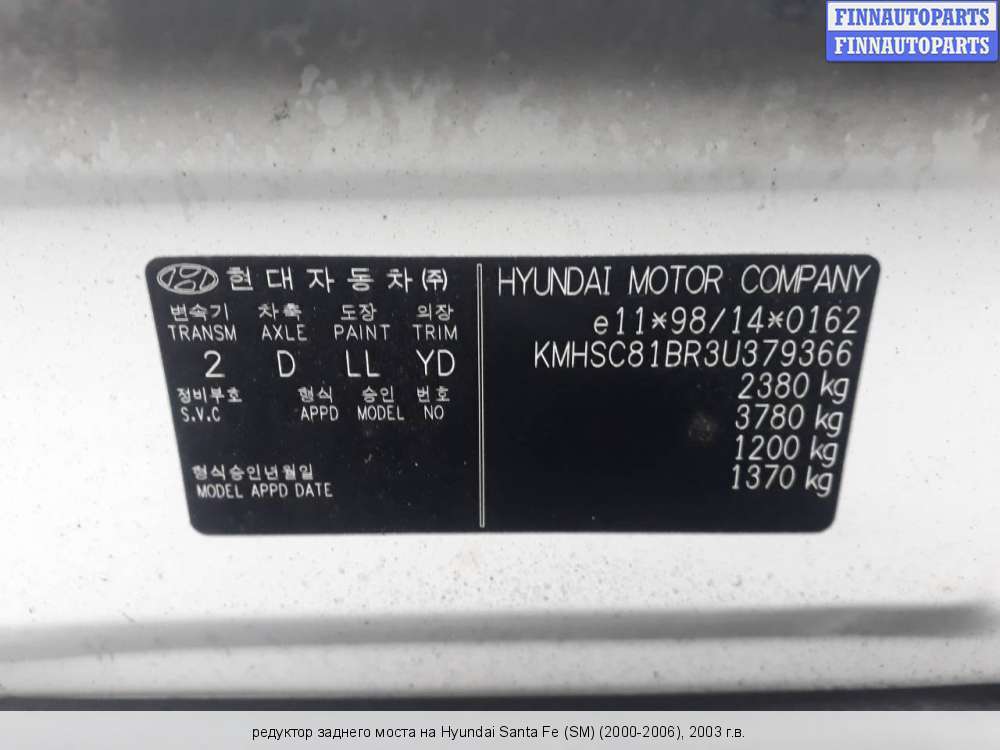 FINNAUTOPARTS
FINNAUTOPARTS
현대자동차(주)
변속기 차축 도장 의장
TRANSM AXLE PAINT TRIM
2 D LL YD
정비부호 형식 승인 번호
S.V.C APPD MODEL NO
형식승인년월일
MODEL APPD DATE
HYUNDAI MOTOR COMPANY
e11*98/14*0162
KMHSC81BR3U379366
2380 kg
3780 kg
1200 kg
1370 kg
редуктор заднего моста на Hyundai Santa Fe (SM) (2000-2006), 2003 г.в.